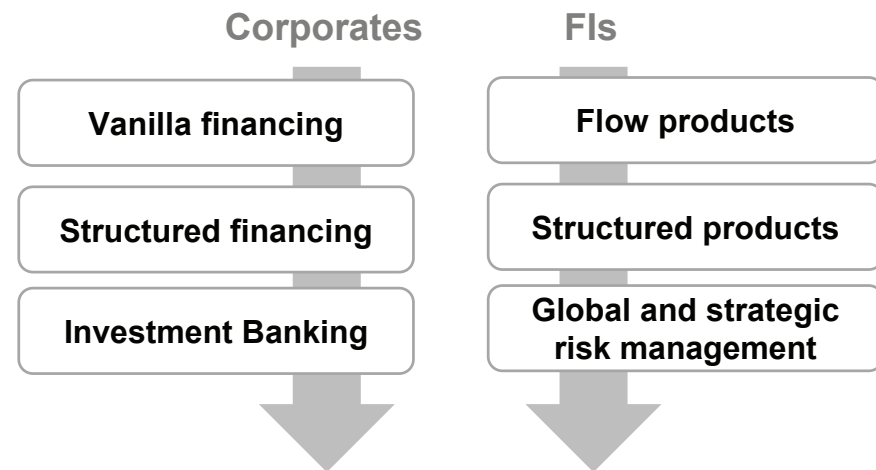 Corporates
FIs
Vanilla financing
Flow products
Structured financing
Structured products
Investment Banking
Global and strategic
risk management